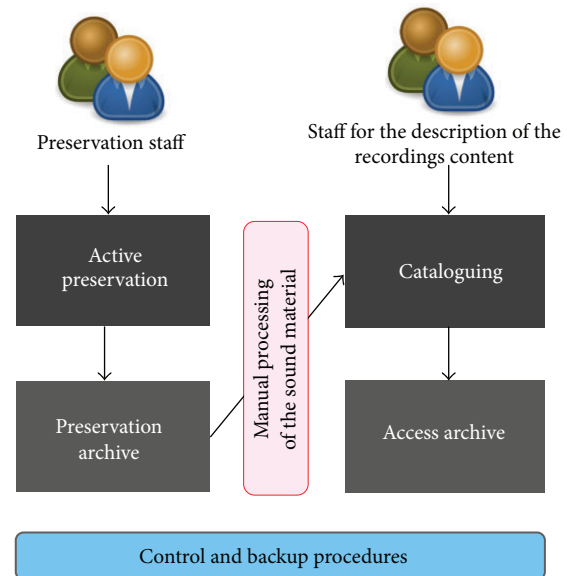 Preservation staff
Staff for the description of the
recordings content
Active
preservation
Manual processing
of the sound material
Cataloguing
Preservation
archive
Access archive
Control and backup procedures